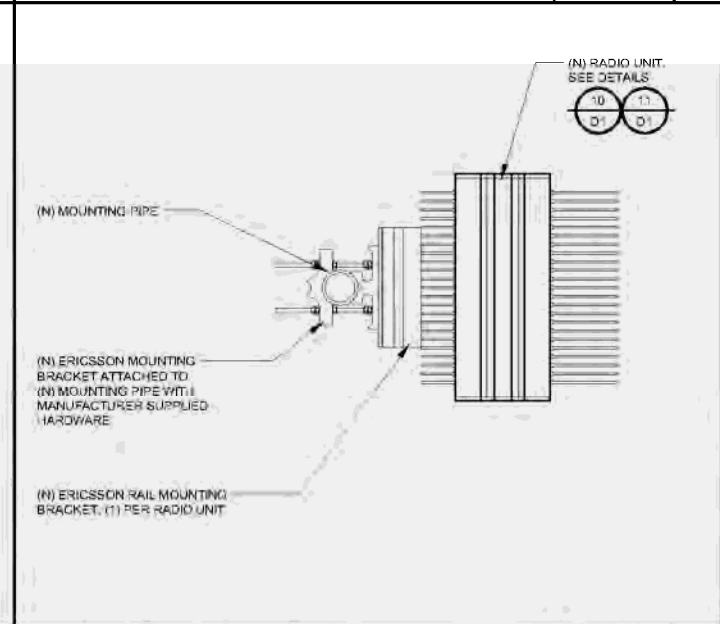 (N) RADIO UNIT.
SEE DETAILS
10 11
D1 D1
(N) MOUNTING PIPE
(N) ERICSSON MOUNTING
BRACKET ATTACHED TO
(N) MOUNTING PIPE WITH
MANUFACTURER SUPPLIED
HARDWARE
(N) ERICSSON RAIL MOUNTING
BRACKET, (1) PER RADIO UNIT